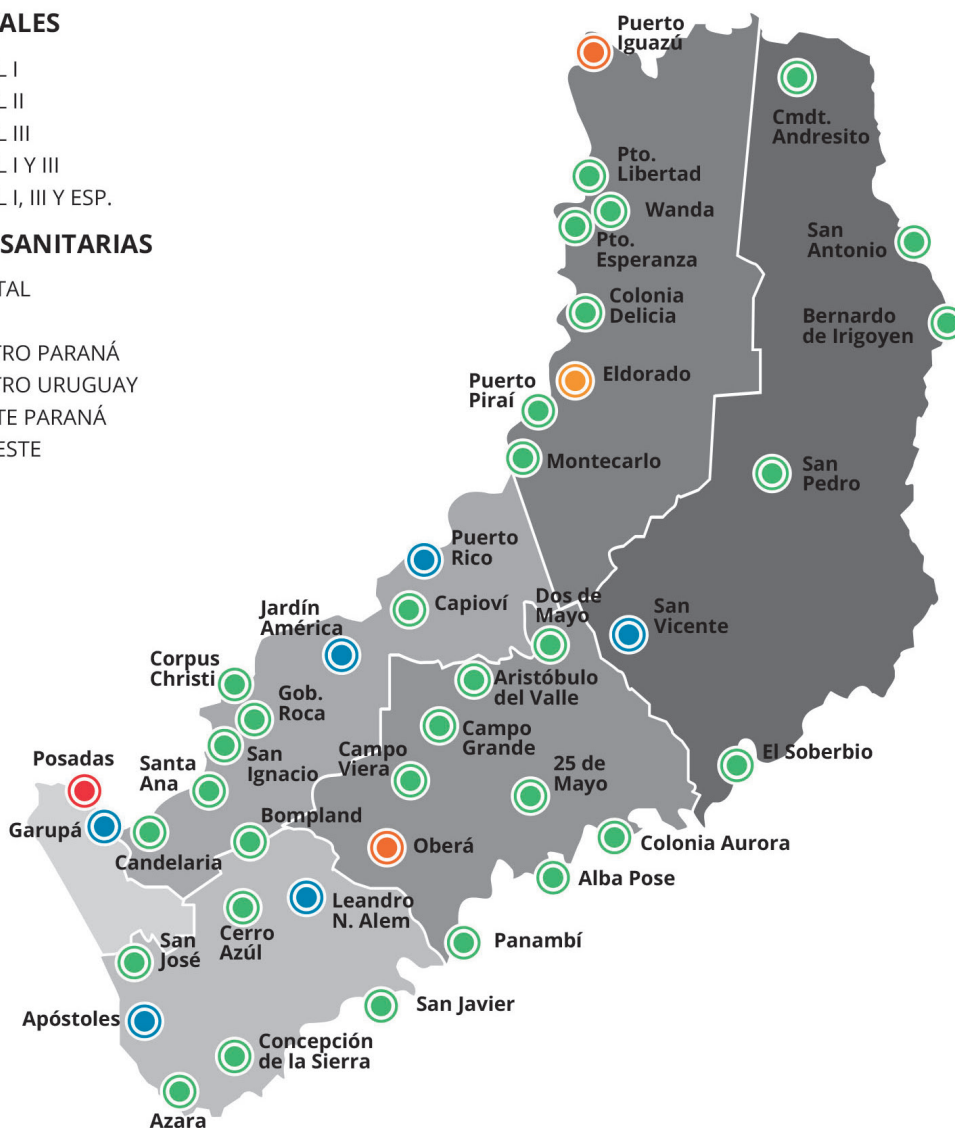 ALES
L I
L II
L III
L I Y III
L I, III Y ESP.
SANITARIAS
TAL
TRO PARANÁ
TRO URUGUAY
TE PARANÁ
ESTE
Puerto
Iguazú
Cmdt.
Andresito
Pto.
Libertad
Wanda
Pto.
Esperanza
San
Antonio
Colonia
Delicia
Bernardo
de Irigoyen
Eldorado
Puerto
Piraí
Montecarlo
San
Pedro
Puerto
Rico
Capioví
Dos de
Mayo
San
Vicente
Jardín
América
Corpus
Christi
Aristóbulo
del Valle
Gob.
Roca
Campo
Grande
San
Ignacio
Campo
Viera
25 de
Mayo
El Soberbio
Posadas
Santa
Ana
Garupá
Bompland
Candelaria
Oberá
Colonia Aurora
Alba Pose
Leandro
N. Alem
Cerro
Azúl
San
José
Panambí
San Javier
Apóstoles
Concepción
de la Sierra
Azara